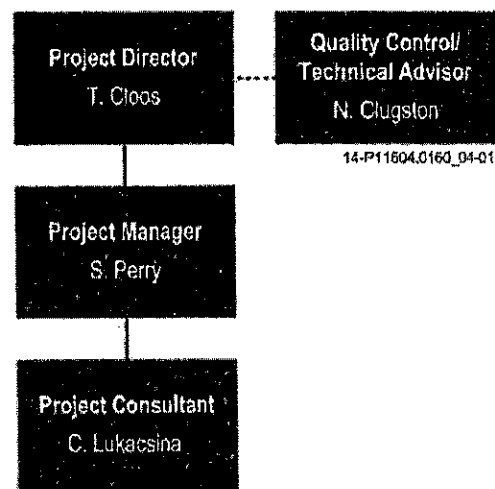 Project Director
T. Cloos
Quality Control/
Technical Advisor
N. Clugston
14-P11604.0160_04-01
Project Manager
S. Perry
Project Consultant
C. Lukacsina